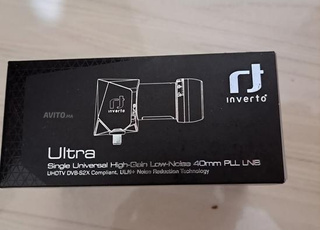 inverto
AVITO.ma
Ultra
Single Universal High-Gain Low-Noise 40mm PLL LNB
UHDTV DVB-S2X Compliant, ULN+ Noise Reduction Technology